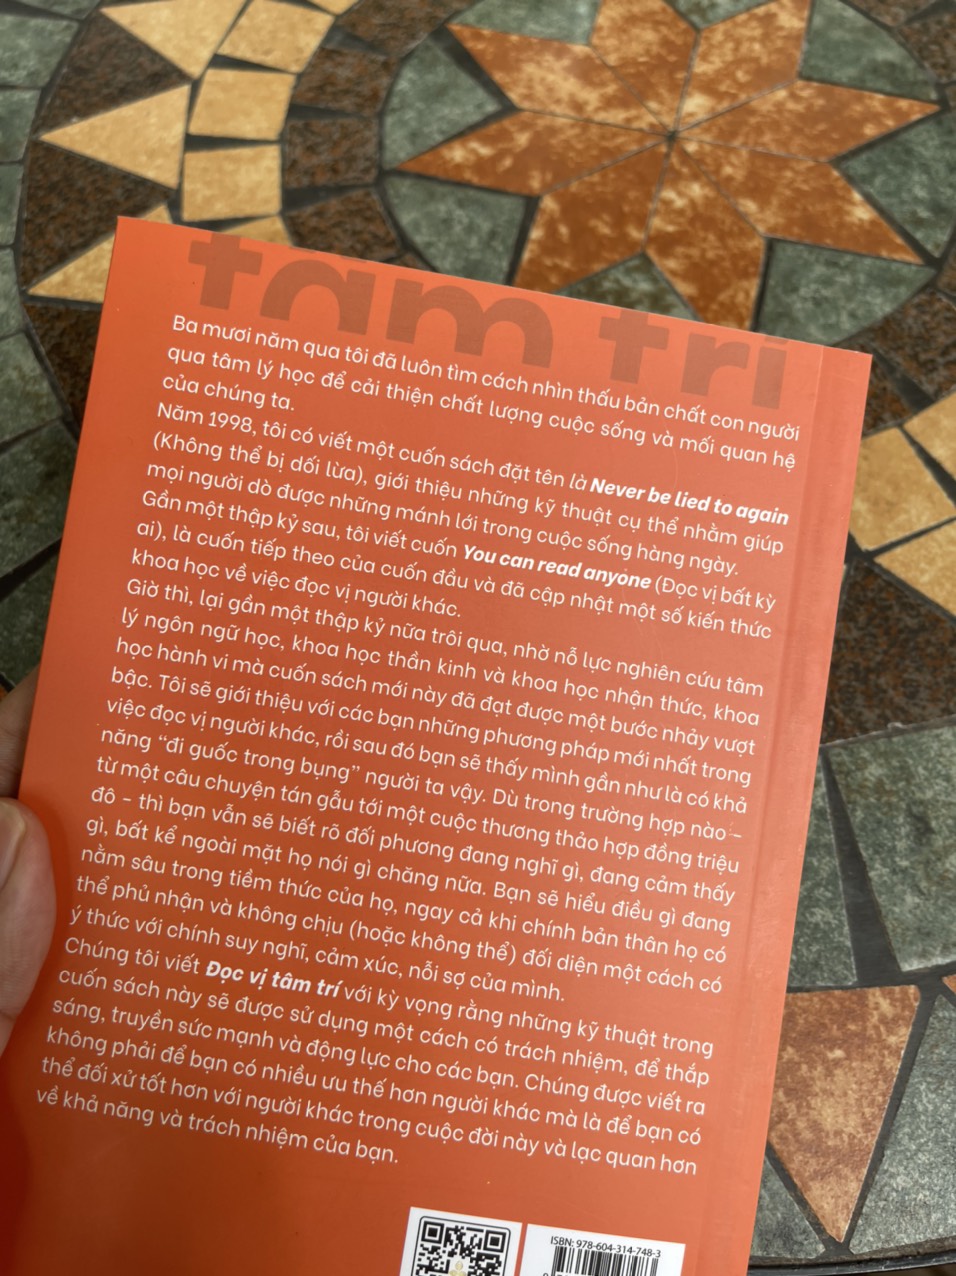 tâm trí
Ba mươi năm qua tôi đã luôn tìm cách nhìn thấu bản chất con người
qua tâm lý học để cải thiện chất lượng cuộc sống và mối quan hệ
của chúng ta.
Năm 1998, tôi có viết một cuốn sách đặt tên là Never be lied to again
(Không thể bị dối lừa), giới thiệu những kỹ thuật cụ thể nhằm giúp
mọi người dò được những mánh lới trong cuộc sống hàng ngày.
Gần một thập kỷ sau, tôi viết cuốn You can read anyone (Đọc vị bất kỳ
ai), là cuốn tiếp theo của cuốn đầu và đã cập nhật một số kiến thức
khoa học về việc đọc vị người khác.
Giờ thì, lại gần một thập kỷ nữa trôi qua, nhờ nỗ lực nghiên cứu tâm
lý ngôn ngữ học, khoa học thần kinh và khoa học nhận thức, khoa
học hành vi mà cuốn sách mới này đã đạt được một bước nhảy vượt
bậc. Tôi sẽ giới thiệu với các bạn những phương pháp mới nhất trong
việc đọc vị người khác, rồi sau đó bạn sẽ thấy mình gần như là có khả
năng “đi guốc trong bụng” người ta vậy. Dù trong trường hợp nào –
từ một câu chuyện tán gẫu tới một cuộc thương thảo hợp đồng triệu
đô – thì bạn vẫn sẽ biết rõ đối phương đang nghĩ gì, đang cảm thấy
gì, bất kể ngoài mặt họ nói gì chăng nữa. Bạn sẽ hiểu điều gì đang
nằm sâu trong tiềm thức của họ, ngay cả khi chính bản thân họ có
thể phủ nhận và không chịu (hoặc không thể) đối diện một cách có
ý thức với chính suy nghĩ, cảm xúc, nỗi sợ của mình.
Chúng tôi viết Đọc vị tâm trí với kỳ vọng rằng những kỹ thuật trong
cuốn sách này sẽ được sử dụng một cách có trách nhiệm, để thắp
sáng, truyền sức mạnh và động lực cho các bạn. Chúng được viết ra
không phải để bạn có nhiều ưu thế hơn người khác mà là để bạn có
thể đối xử tốt hơn với người khác trong cuộc đời này và lạc quan hơn
về khả năng và trách nhiệm của bạn.
ISBN: 978-604-314-748-3